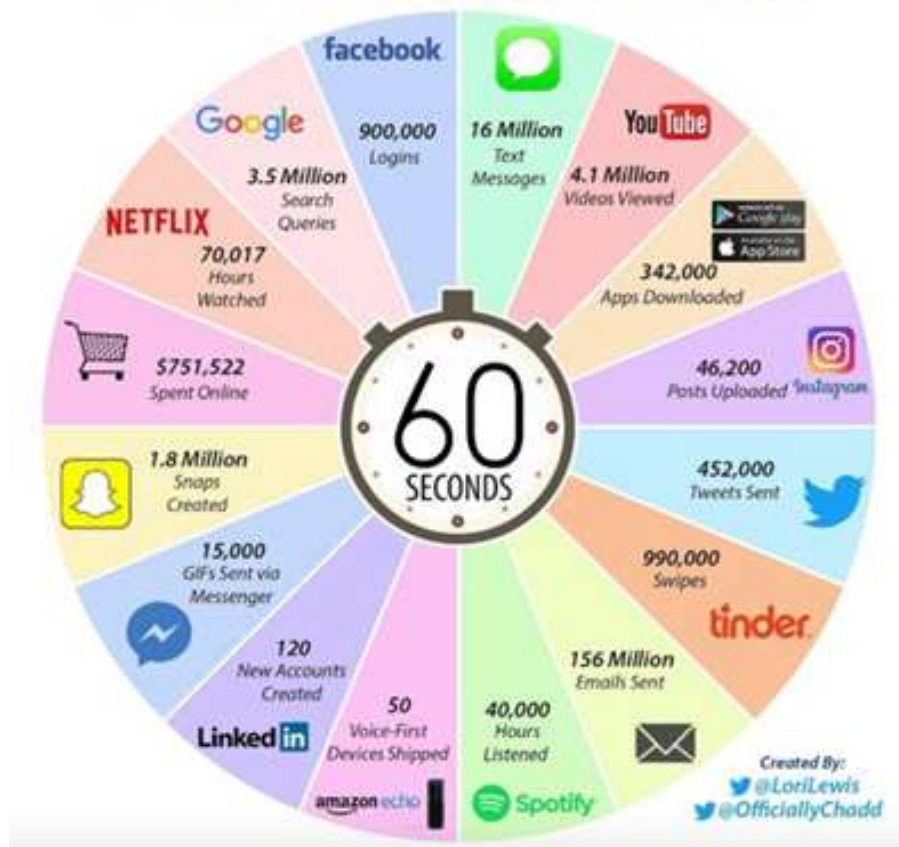 facebook
900,000
Logins
16 Million
Text
Messages
You Tube
4.1 Million
Videos Viewed
Google play
App Store
342,000
Apps Downloaded
46,200
Posts Uploaded
Instagram
452,000
Tweets Sent
990,000
Swipes
tinder
156 Million
Emails Sent
40,000
Hours
Listened
Spotify
50
Voice-First
Devices Shipped
amazon echo
120
New Accounts
Created
Linked in
15,000
GIFs Sent via
Messenger
1.8 Million
Snaps
Created
$751,522
Spent Online
NETFLIX
70,017
Hours
Watched
Google
3.5 Million
Search
Queries
60
SECONDS
Created By:
@LoriLewis
@OfficiallyChadd